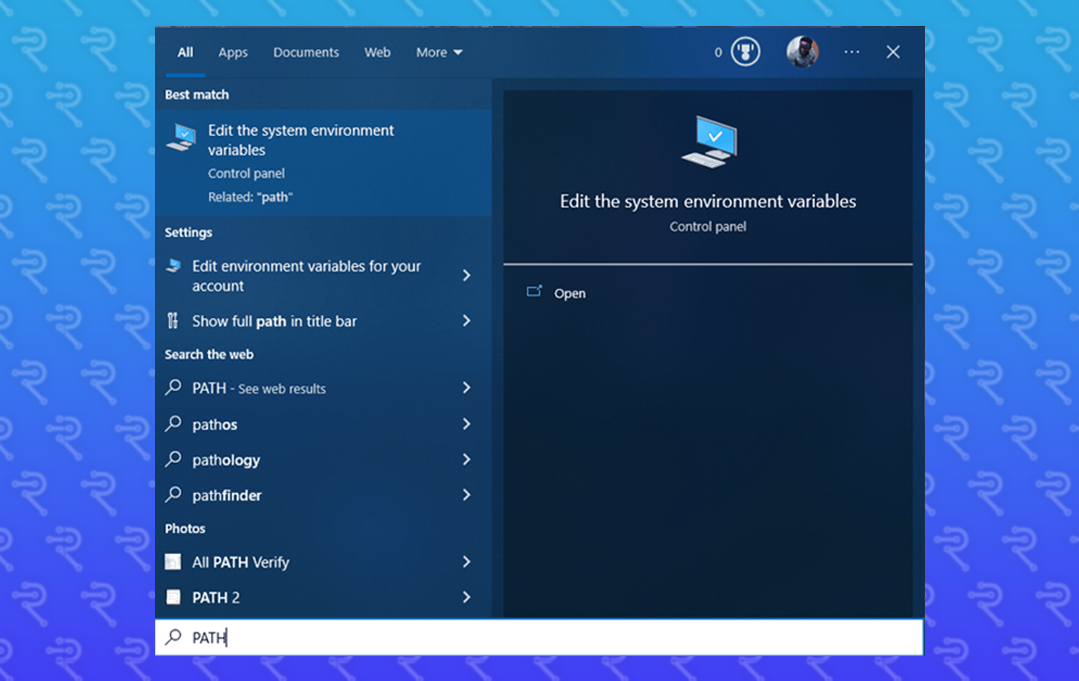 All Apps Documents Web More 0 ...
Best match
Edit the system environment
variables
Control panel
Related: "path"
Settings
Edit environment variables for your
account
Show full path in title bar
Search the web
PATH - See web results
pathos
pathology
pathfinder
Photos
All PATH Verify
PATH 2
PATH
Edit the system environment variables
Control panel
Open